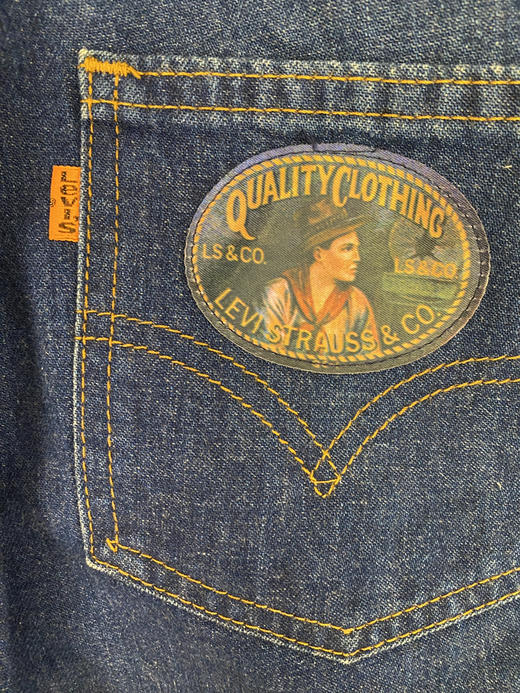 QUALITY CLOTHING
LS&CO.
LS&CO.
LEVI STRAUSS & CO.
LEVI'S